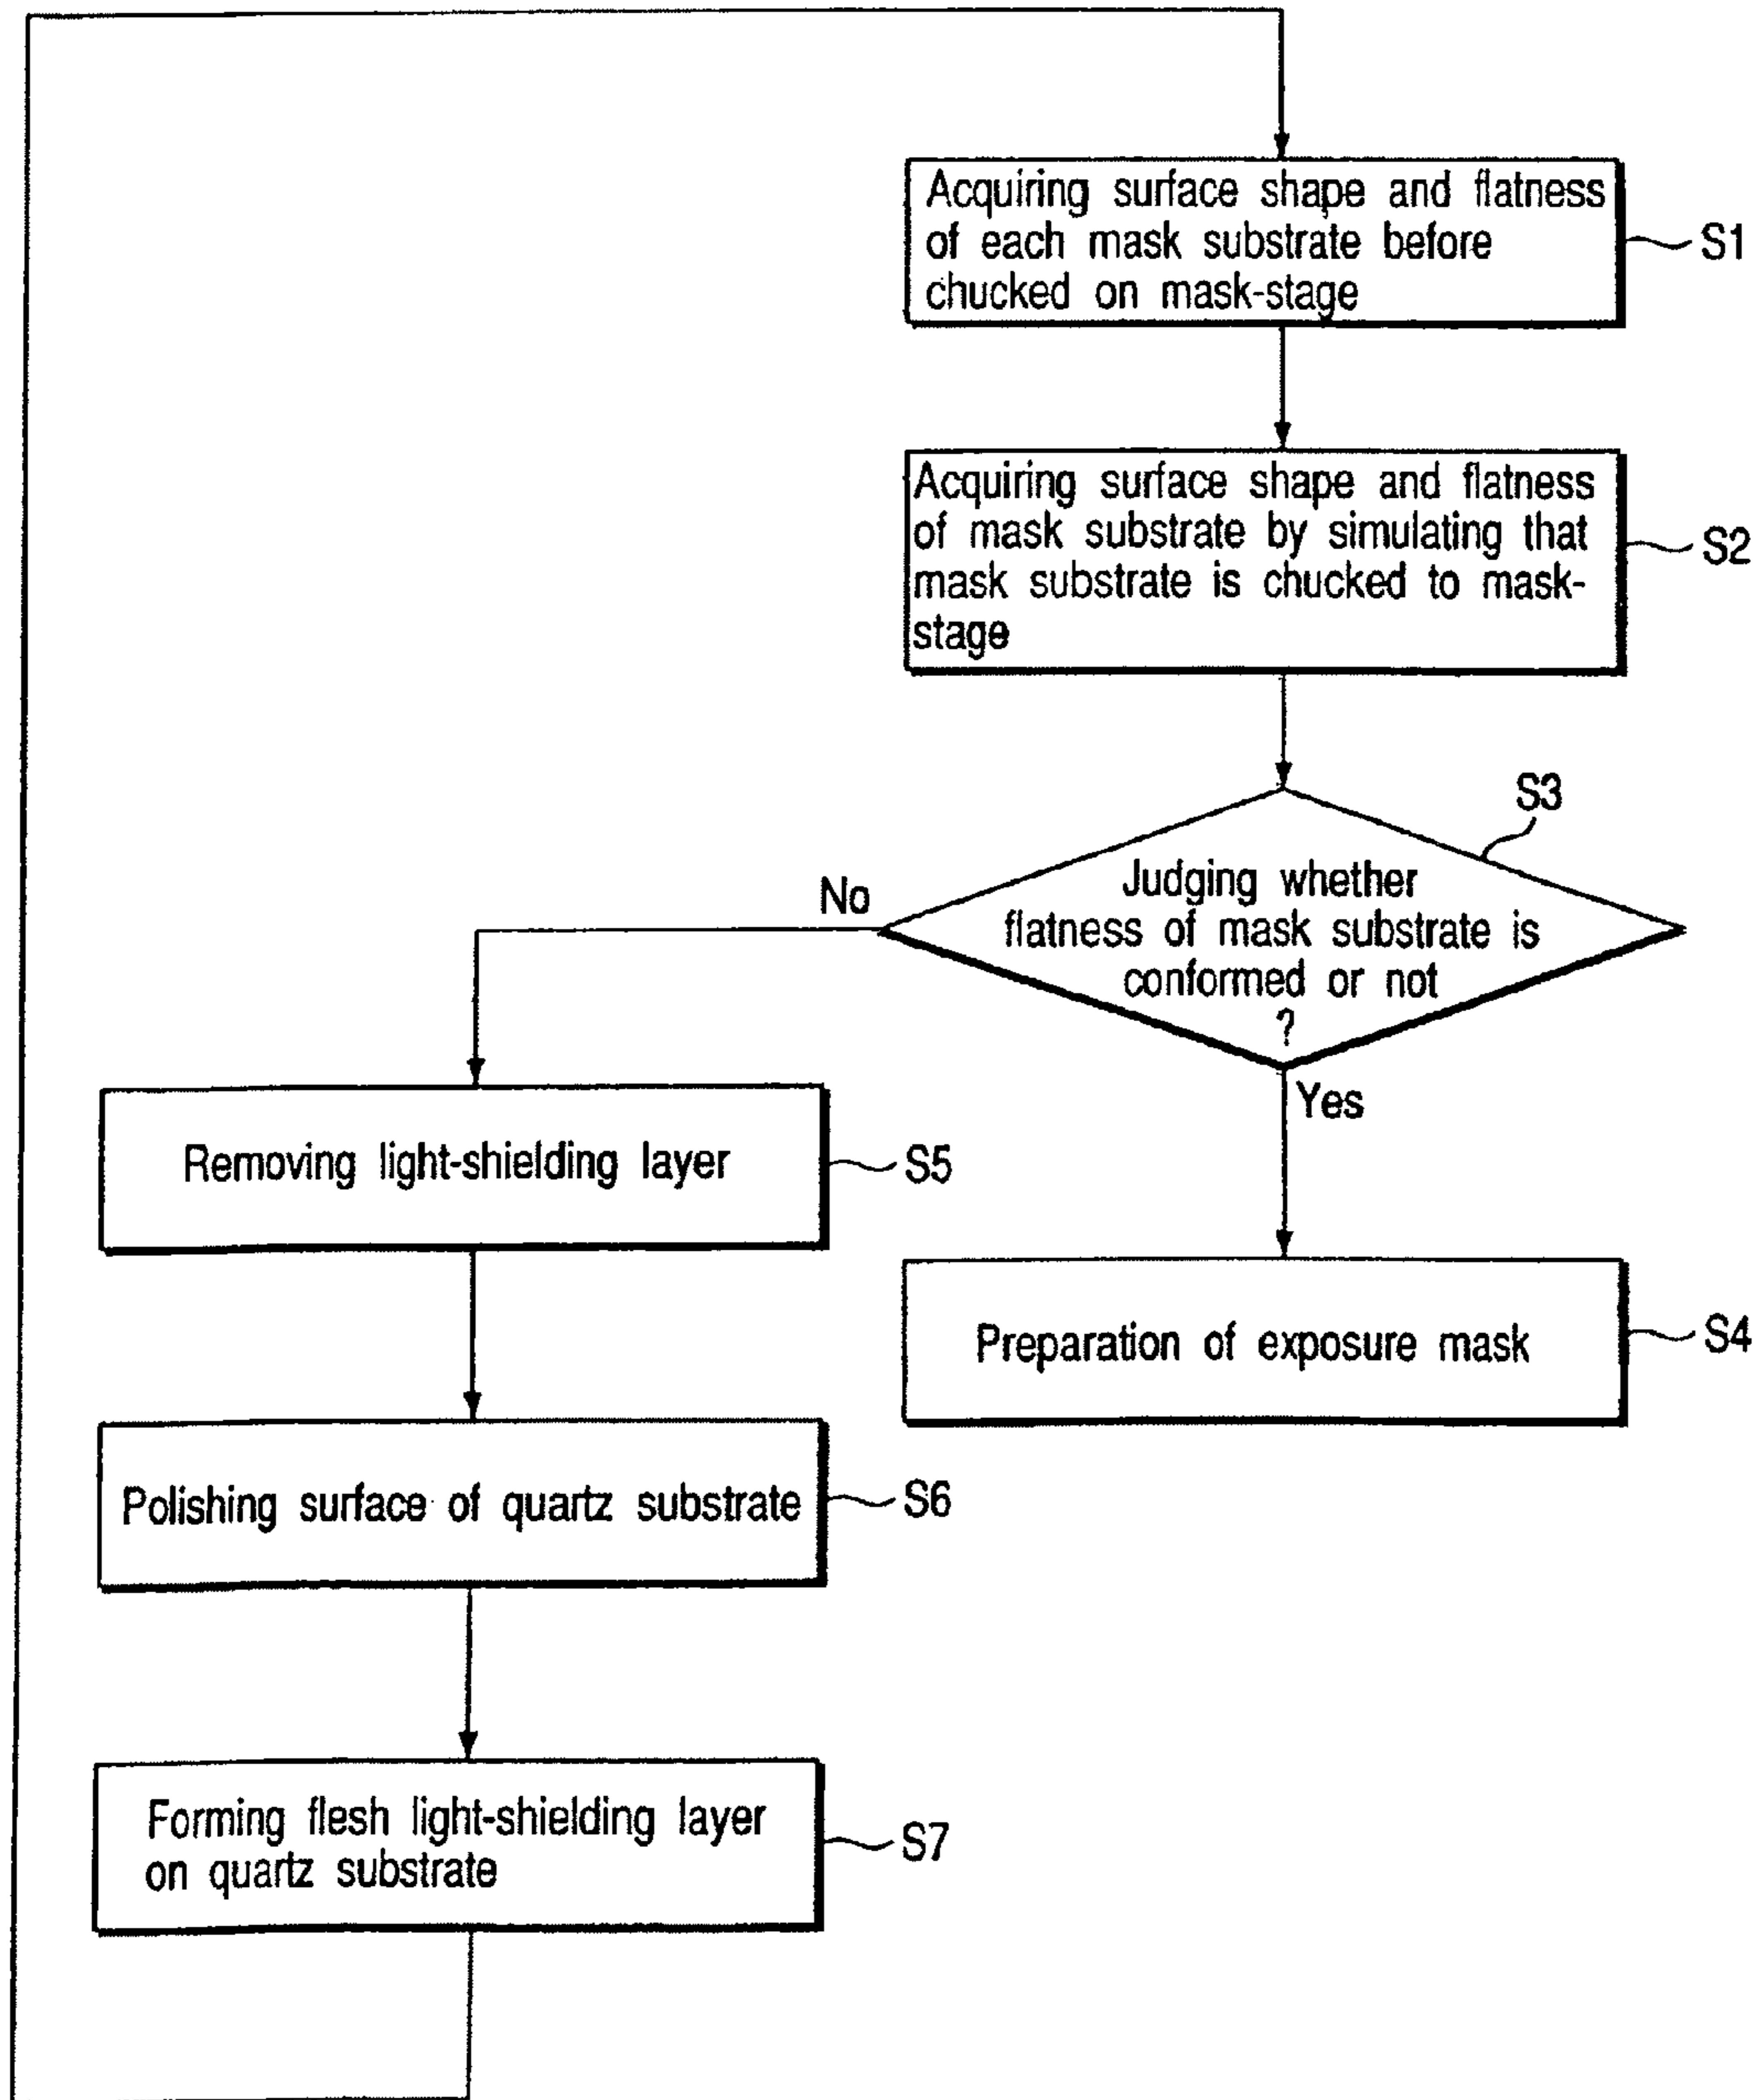 Acquiring surface shape and flatness
of each mask substrate before
chucked on mask-stage
S1
Acquiring surface shape and flatness
of mask substrate by simulating that
mask substrate is chucked to mask-
stage
S2
S3
Judging whether
flatness of mask substrate is
conformed or not
?
No
Yes
Removing light-shielding layer
S5
Preparation of exposure mask
S4
Polishing surface of quartz substrate
S6
Forming flesh light-shielding layer
on quartz substrate
S7